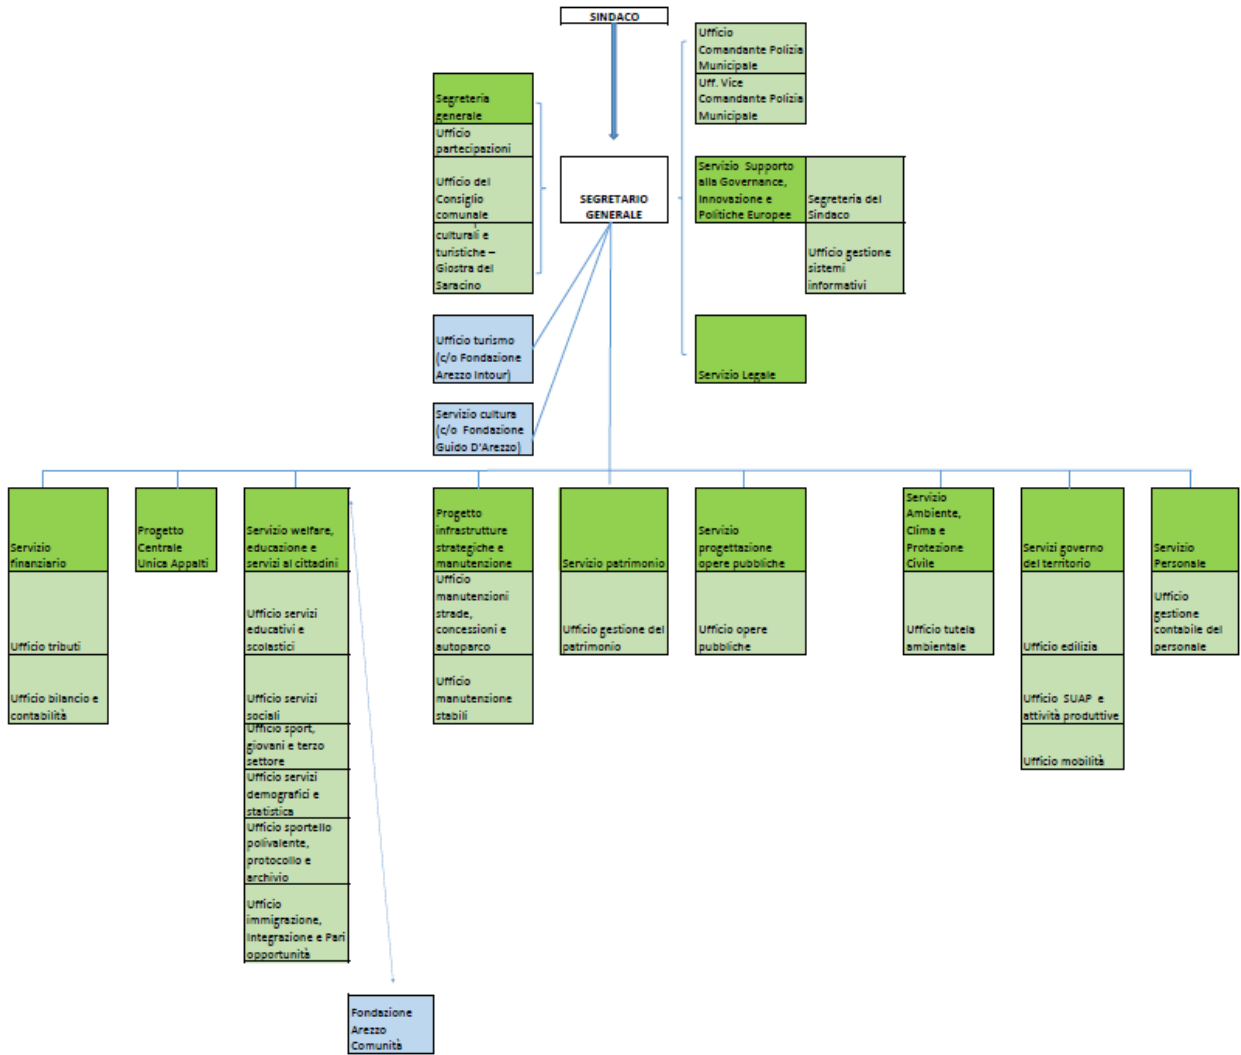 SINDACO
Ufficio
Comandante Polizia
Municipale
Uff. Vice
Comandante Polizia
Municipale
Segreteria
generale
Ufficio
partecipazioni
Ufficio del
Consiglio
comunale
culturali e
turistiche –
Giostra del
Saracino
SEGRETARIO
GENERALE
Servizio Supporto
alla Governance,
Innovazione e
Politiche Europee
Segreteria del
Sindaco
Ufficio gestione
sistemi
informativi
Ufficio turismo
(c/o Fondazione
Arezzo Intour)
Servizio Legale
Servizio cultura
(c/o Fondazione
Guido D'Arezzo)
Servizio
finanziario
Ufficio tributi
Ufficio bilancio e
contabilità
Progetto
Centrale
Unica Appalti
Servizio welfare,
educazione e
servizi al cittadini
Ufficio servizi
educativi e
scolastici
Ufficio servizi
sociali
Ufficio sport,
giovani e terzo
settore
Ufficio servizi
demografici e
statistica
Ufficio sportello
polivalente,
protocollo e
archivio
Ufficio
immigrazione,
Integrazione e Pari
opportunità
Progetto
infrastrutture
strategiche e
manutenzione
Ufficio
manutenzioni
strade,
concessioni e
autoparco
Ufficio
manutenzione
stabili
Servizio patrimonio
Ufficio gestione del
patrimonio
Servizio
progettazione
opere pubbliche
Ufficio opere
pubbliche
Servizio
Ambiente,
Clima e
Protezione
Civile
Ufficio tutela
ambientale
Servizi governo
del territorio
Ufficio edilizia
Ufficio SUAP e
attività produttive
Ufficio mobilità
Servizio
Personale
Ufficio
gestione
contabile del
personale
Fondazione
Arezzo
Comunità